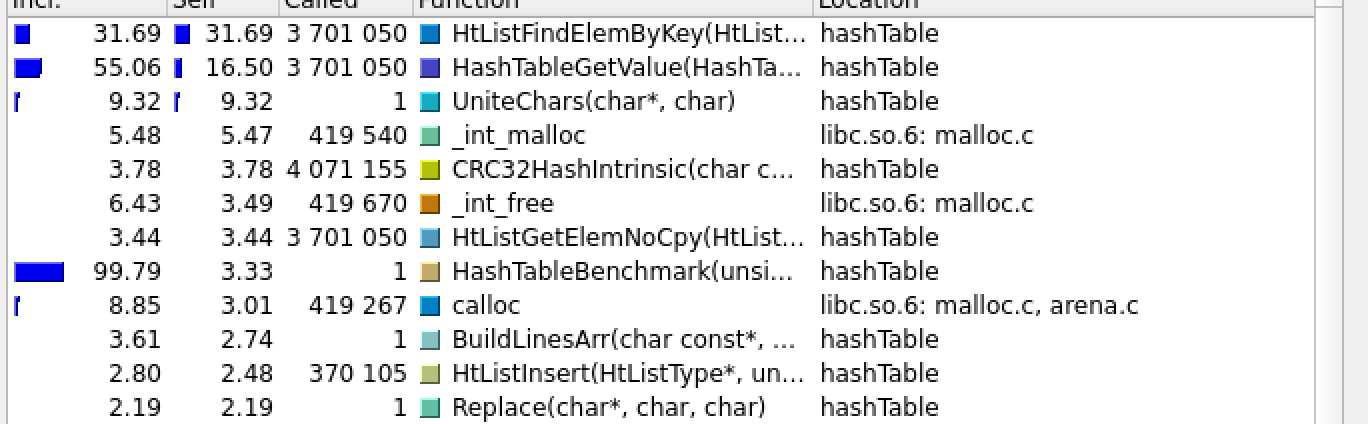 Incl. Self Called Function Location
31.69 31.69 3 701 050 HtListFindElemByKey(HtList... hashTable
55.06 16.50 3 701 050 HashTableGetValue(HashTa... hashTable
9.32 9.32 1 UniteChars(char*, char) hashTable
5.48 5.47 419 540 _int_malloc libc.so.6: malloc.c
3.78 3.78 4 071 155 CRC32HashIntrinsic(char c... hashTable
6.43 3.49 419 670 _int_free libc.so.6: malloc.c
3.44 3.44 3 701 050 HtListGetElemNoCpy(HtList... hashTable
99.79 3.33 1 HashTableBenchmark(unsi... hashTable
8.85 3.01 419 267 calloc libc.so.6: malloc.c, arena.c
3.61 2.74 1 BuildLinesArr(char const*, ... hashTable
2.80 2.48 370 105 HtListInsert(HtListType*, un... hashTable
2.19 2.19 1 Replace(char*, char, char) hashTable